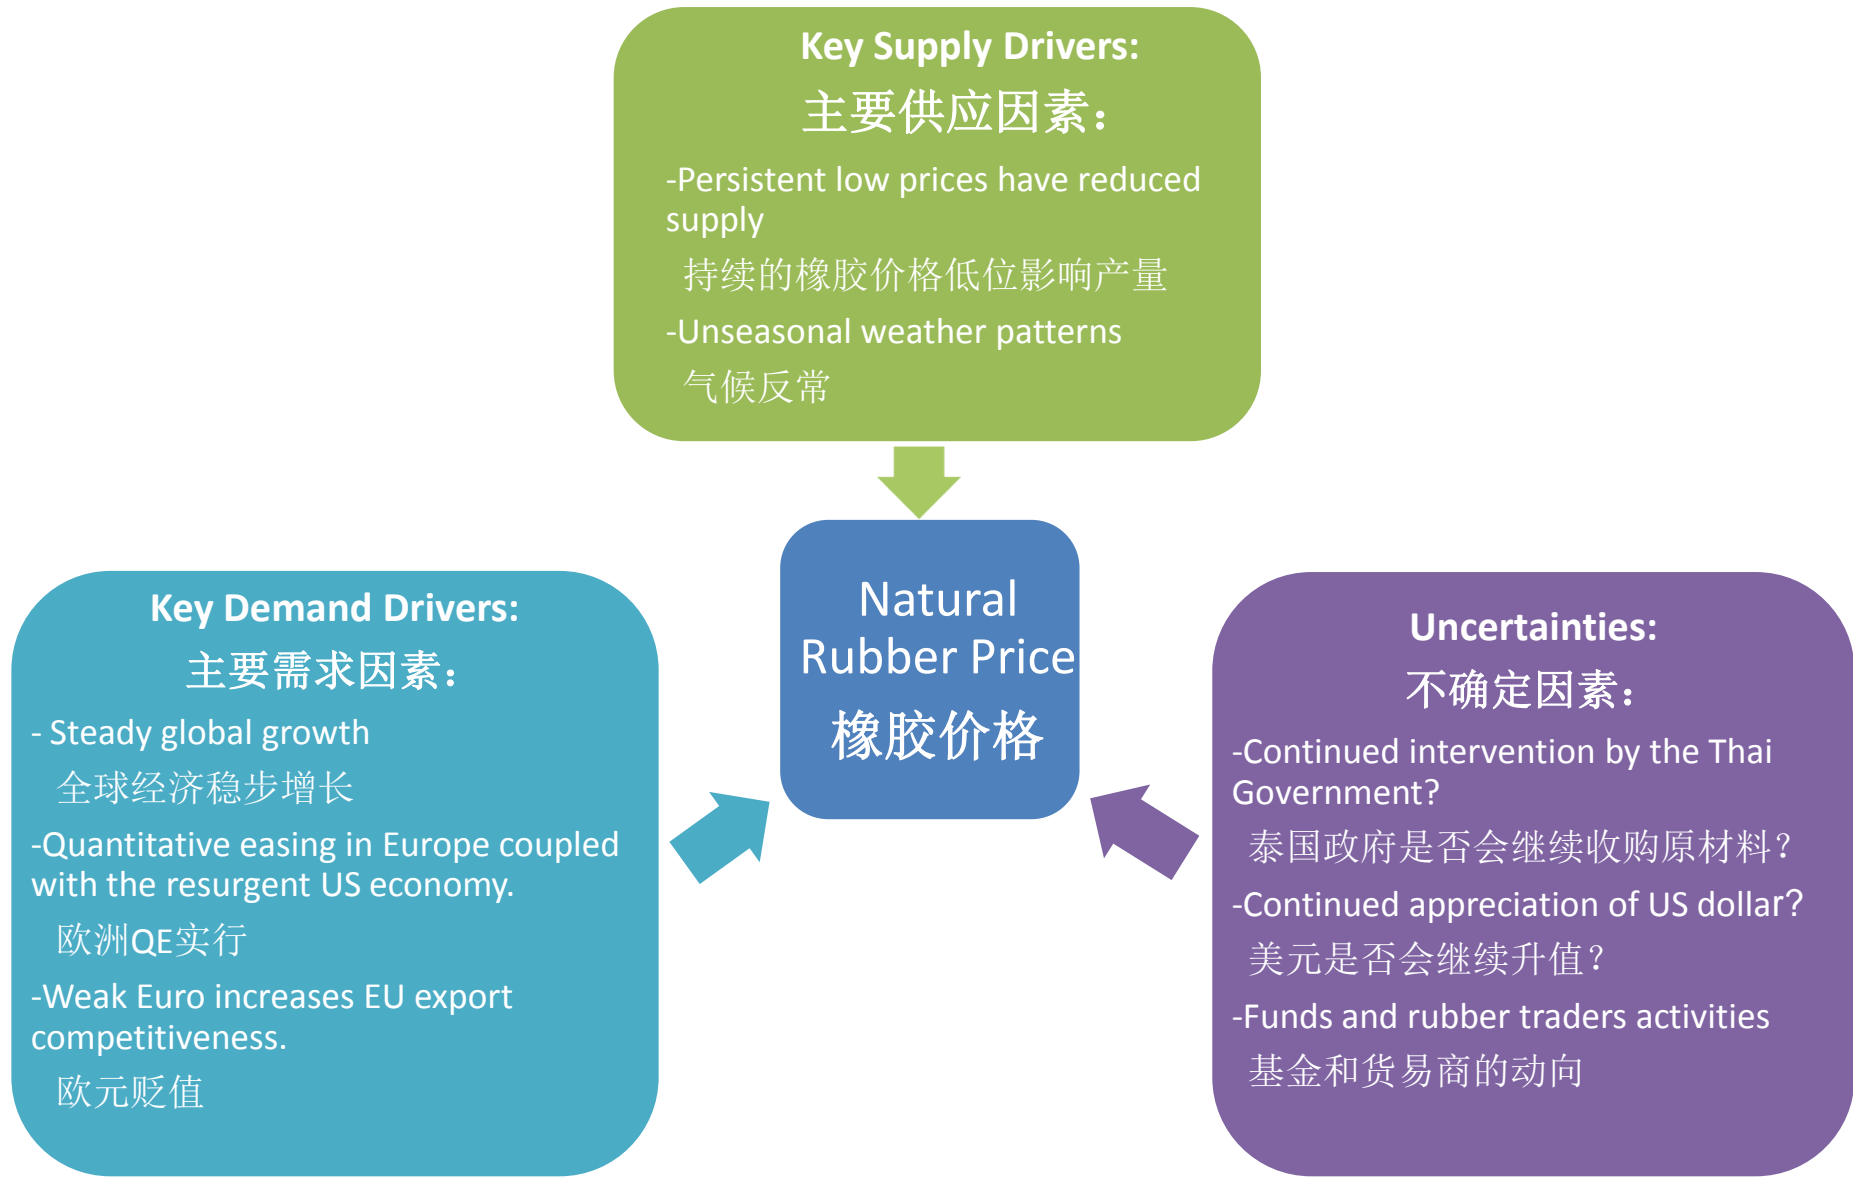 Key Supply Drivers:
主要供应因素：
-Persistent low prices have reduced
supply
持续的橡胶价格低位影响产量
-Unseasonal weather patterns
气候反常
Natural
Rubber Price
橡胶价格
Key Demand Drivers:
主要需求因素：
- Steady global growth
全球经济稳步增长
-Quantitative easing in Europe coupled
with the resurgent US economy.
欧洲QE实行
-Weak Euro increases EU export
competitiveness.
欧元贬值
Uncertainties:
不确定因素：
-Continued intervention by the Thai
Government?
泰国政府是否会继续收购原材料？
-Continued appreciation of US dollar?
美元是否会继续升值？
-Funds and rubber traders activities
基金和货易商的动向